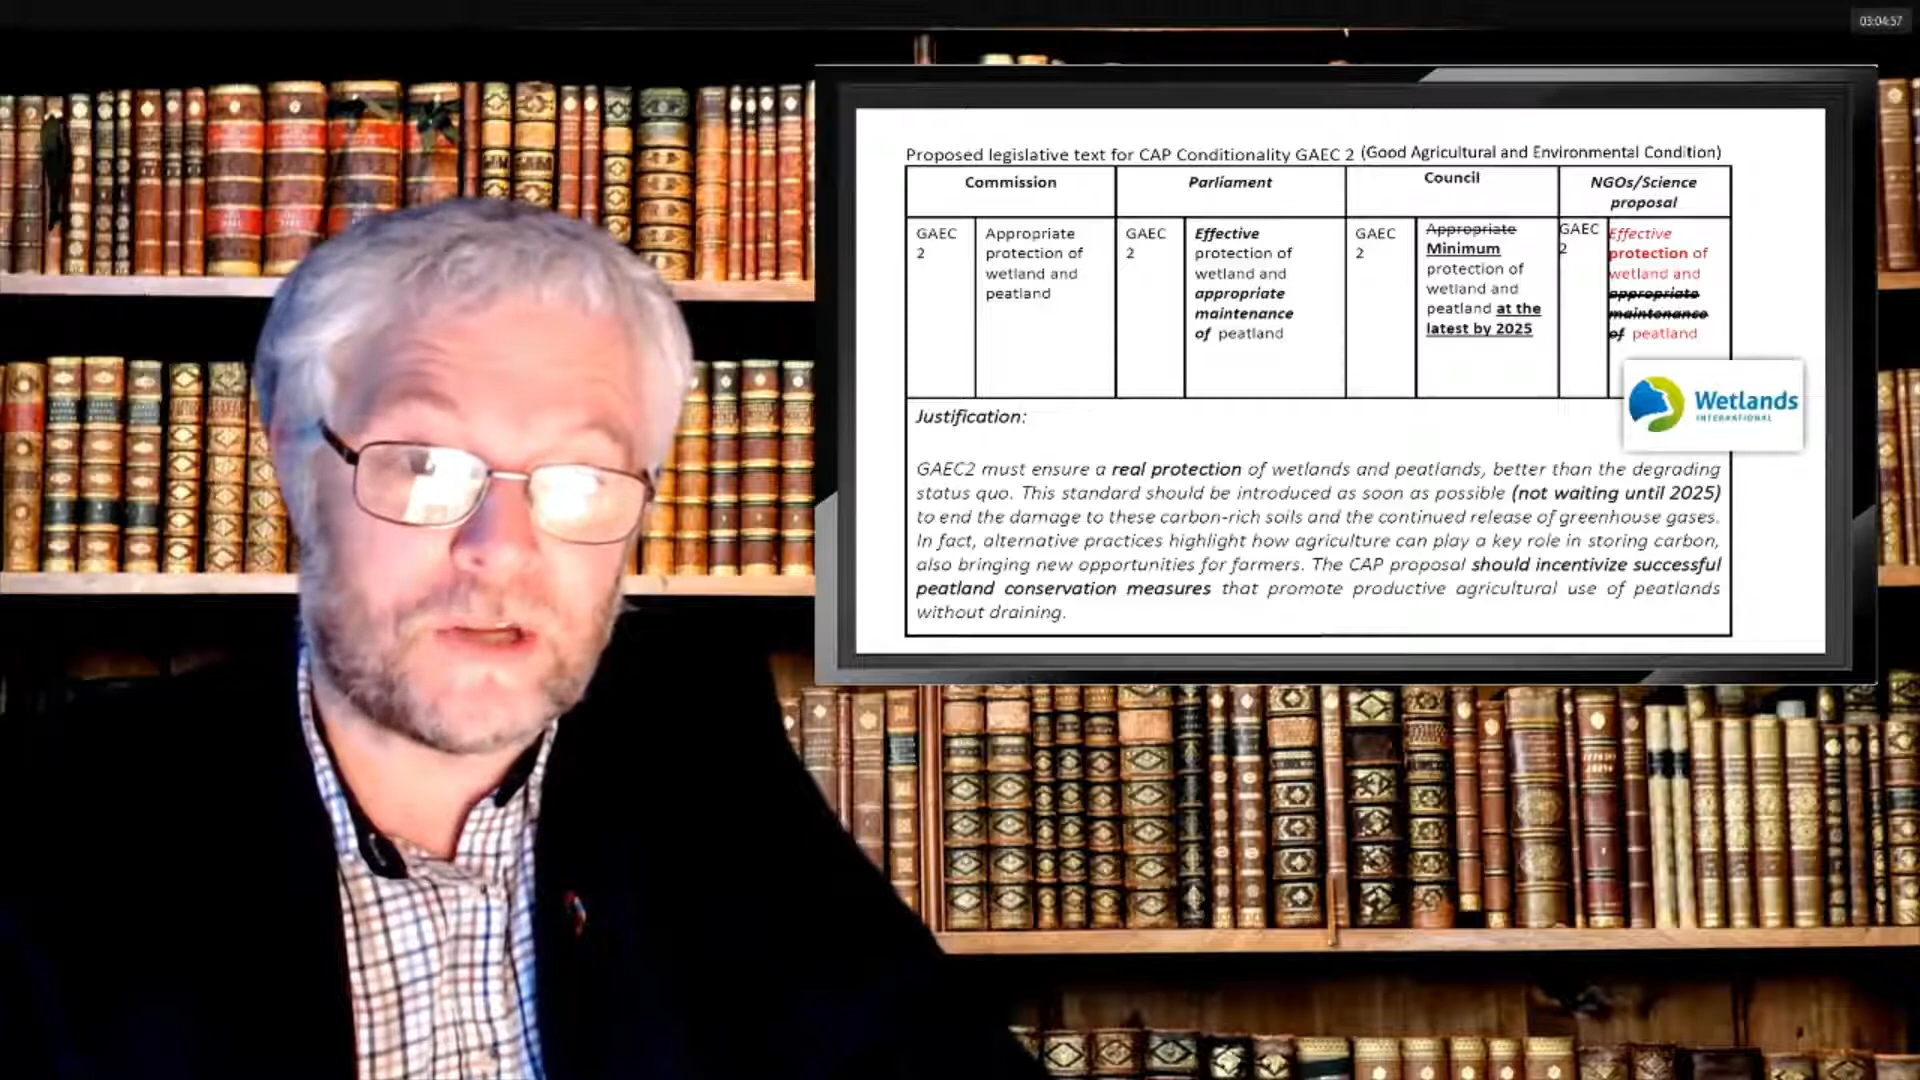 03:04:57
Proposed legislative text for CAP Conditionality GAEC 2 (Good Agricultural and Environmental Condition)
Commission
Parliament
Council
NGOs/Science
proposal
GAEC
2
Appropriate
protection of
wetland and
peatland
GAEC
2
Effective
protection of
wetland and
appropriate
maintenance
of peatland
GAEC
2
Appropriate
Minimum
protection of
wetland and
peatland at the
latest by 2025
GAEC
2
Effective
protection of
wetland and
appropriate
maintenance
of peatland
Wetlands
INTERNATIONAL
Justification:
GAEC2 must ensure a real protection of wetlands and peatlands, better than the degrading
status quo. This standard should be introduced as soon as possible (not waiting until 2025)
to end the damage to these carbon-rich soils and the continued release of greenhouse gases.
In fact, alternative practices highlight how agriculture can play a key role in storing carbon,
also bringing new opportunities for farmers. The CAP proposal should incentivize successful
peatland conservation measures that promote productive agricultural use of peatlands
without draining.